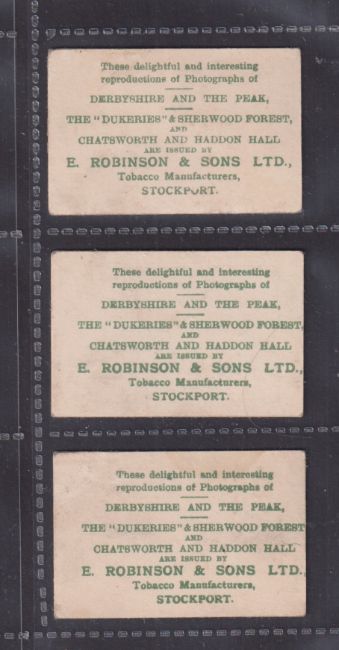 These delightful and interesting
reproductions of Photographs of
DERBYSHIRE AND THE PEAK,
THE "DUKERIES" & SHERWOOD FOREST,
AND
CHATSWORTH AND HADDON HALL
ARE ISSUED BY
E. ROBINSON & SONS LTD.,
Tobacco Manufacturers,
STOCKPORT.
These delightful and interesting
reproductions of Photographs of
DERBYSHIRE AND THE PEAK,
THE "DUKERIES" & SHERWOOD FOREST,
AND
CHATSWORTH AND HADDON HALL
ARE ISSUED BY
E. ROBINSON & SONS LTD.,
Tobacco Manufacturers,
STOCKPORT.
These delightful and interesting
reproductions of Photographs of
DERBYSHIRE AND THE PEAK,
THE "DUKERIES" & SHERWOOD FOREST
AND
CHATSWORTH AND HADDON HALL
ARE ISSUED BY
E. ROBINSON & SONS LTD.,
Tobacco Manufacturers,
STOCKPORT.